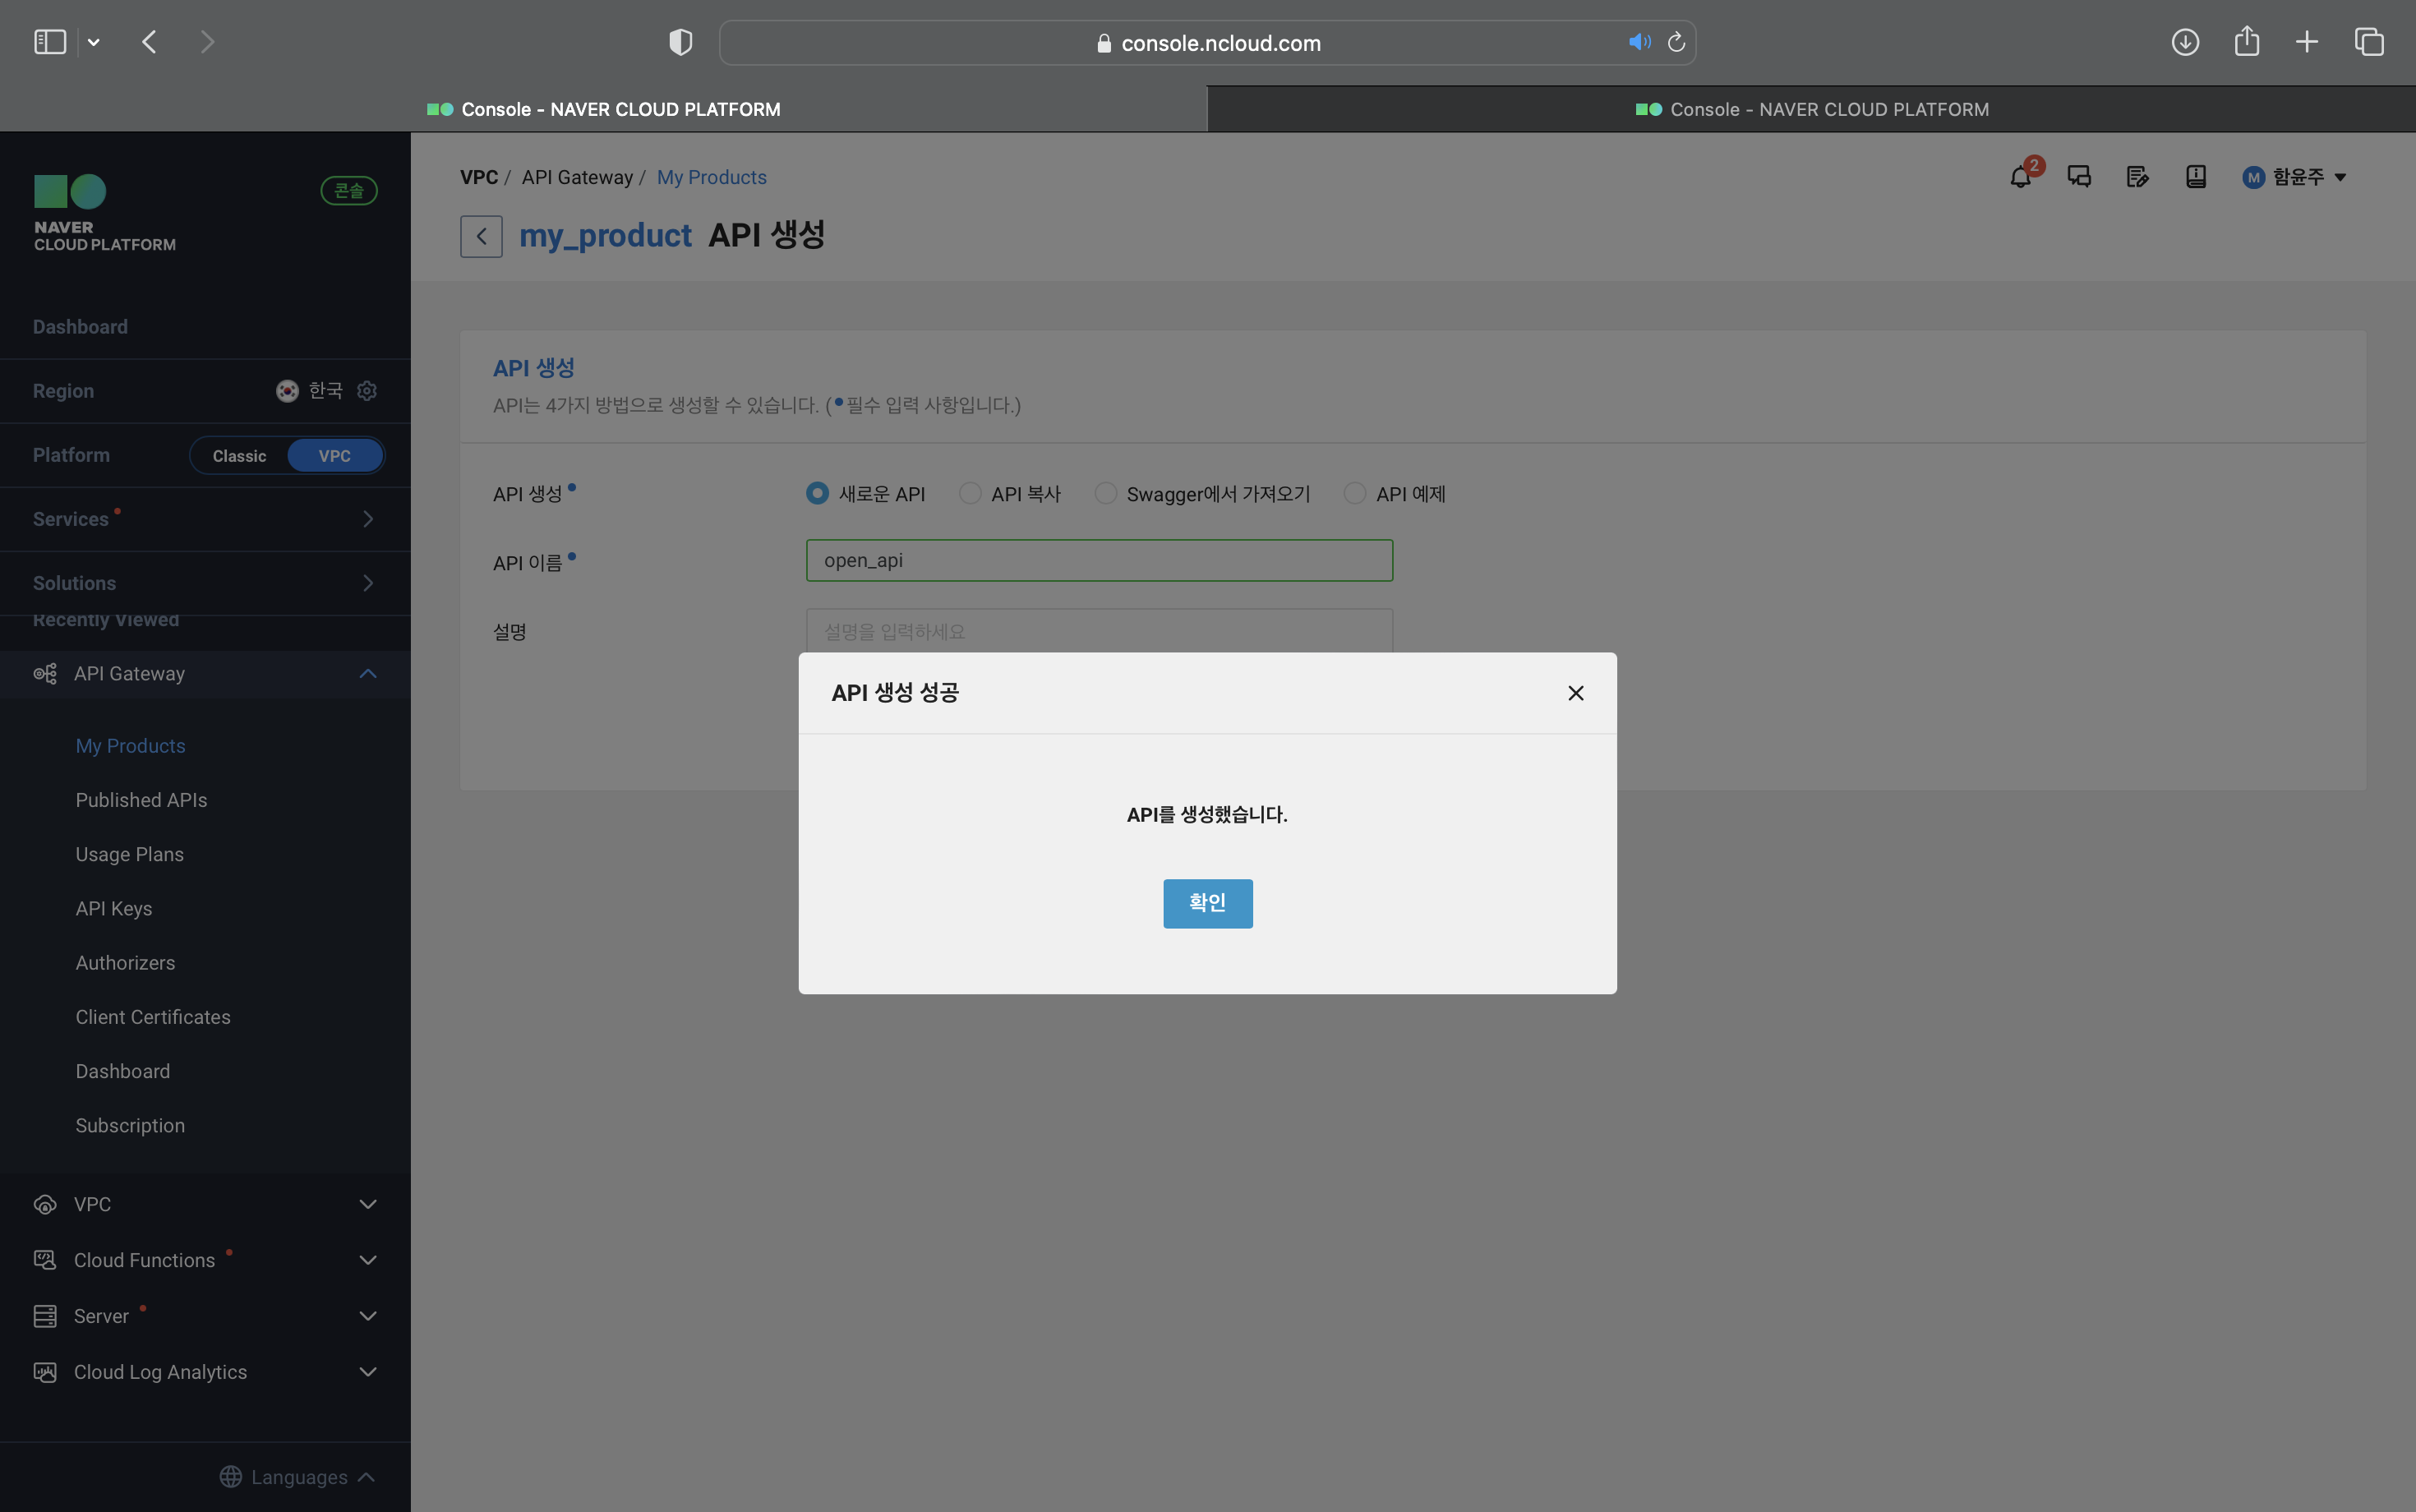 console.ncloud.com
Console - NAVER CLOUD PLATFORM
Console - NAVER CLOUD PLATFORM
NAVER
CLOUD PLATFORM
콘솔
Dashboard
Region
한국
Platform
Classic
VPC
Services
Solutions
Recently Viewed
API Gateway
My Products
Published APIs
Usage Plans
API Keys
Authorizers
Client Certificates
Dashboard
Subscription
VPC
Cloud Functions
Server
Cloud Log Analytics
Languages
VPC / API Gateway / My Products
2
M 함윤주
my_product API 생성
API 생성
API는 4가지 방법으로 생성할 수 있습니다. (•필수 입력 사항입니다.)
API 생성•
새로운 API
API 복사
Swagger에서 가져오기
API 예제
API 이름•
open_api
설명
설명을 입력하세요
API 생성 성공
API를 생성했습니다.
확인